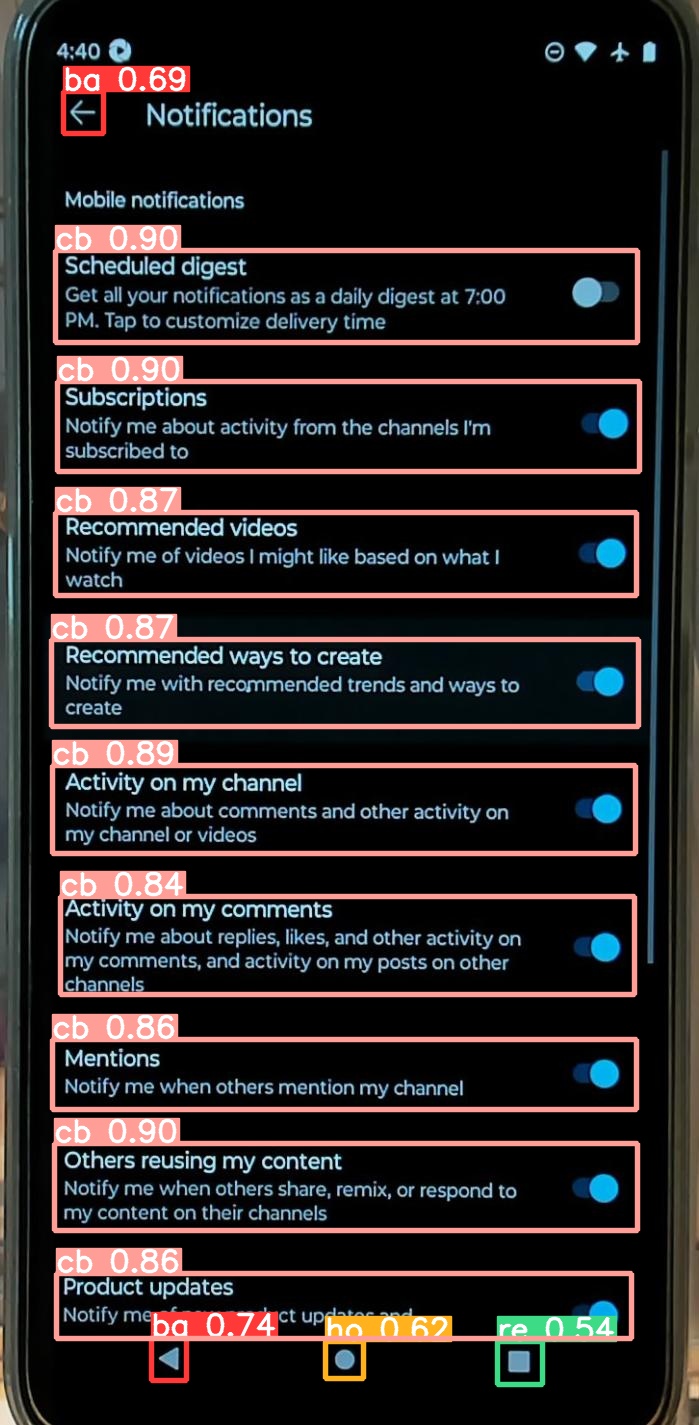 4:40
ba 0.69
Notifications
Mobile notifications
cb 0.90
Scheduled digest
Get all your notifications as a daily digest at 7:00
PM. Tap to customize delivery time
cb 0.90
Subscriptions
Notify me about activity from the channels I'm
subscribed to
cb 0.87
Recommended videos
Notify me of videos I might like based on what I
watch
cb 0.87
Recommended ways to create
Notify me with recommended trends and ways to
create
cb 0.89
Activity on my channel
Notify me about comments and other activity on
my channel or videos
cb 0.84
Activity on my comments
Notify me about replies, likes, and other activity on
my comments, and activity on my posts on other
channels
cb 0.86
Mentions
Notify me when others mention my channel
cb 0.90
Others reusing my content
Notify me when others share, remix, or respond to
my content on their channels
cb 0.86
Product updates
Notify me of new product updates and
ba 0.74 ho 0.62 re 0.54